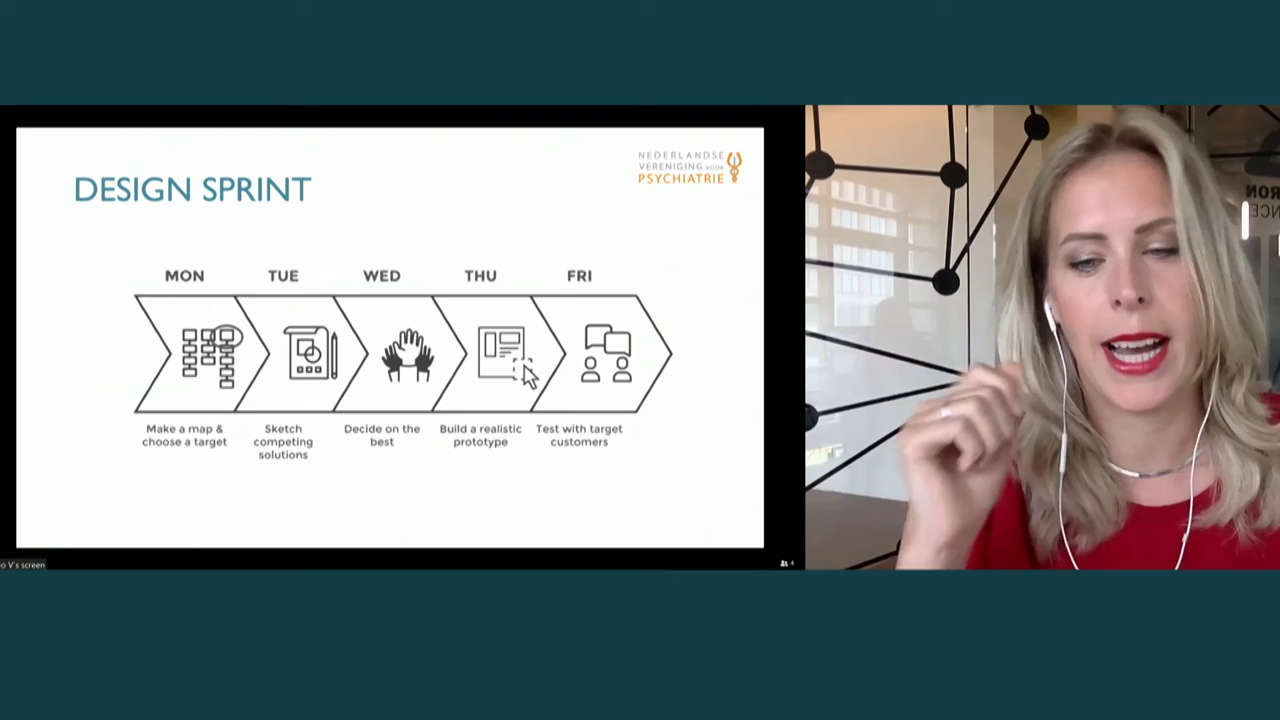 DESIGN SPRINT
NEDERLANDSE
VERENIGING VOOR
PSYCHIATRIE
MON TUE WED THU FRI
Make a map &
choose a target
Sketch
competing
solutions
Decide on the
best
Build a realistic
prototype
Test with target
customers
V's screen
4